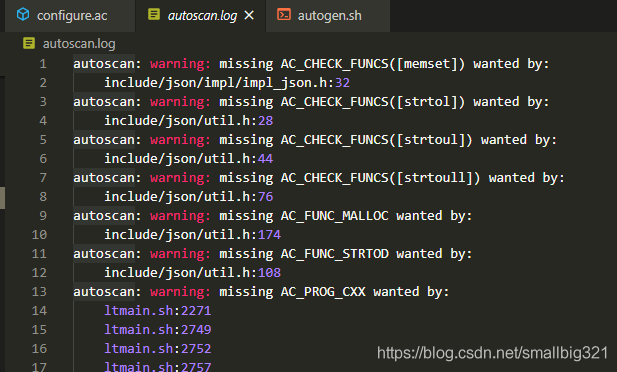 configure.ac autoscan.log autogen.sh
autoscan.log
1 autoscan: warning: missing AC_CHECK_FUNCS([memset]) wanted by:
2 include/json/impl/impl_json.h:32
3 autoscan: warning: missing AC_CHECK_FUNCS([strtol]) wanted by:
4 include/json/util.h:28
5 autoscan: warning: missing AC_CHECK_FUNCS([strtoul]) wanted by:
6 include/json/util.h:44
7 autoscan: warning: missing AC_CHECK_FUNCS([strtoull]) wanted by:
8 include/json/util.h:76
9 autoscan: warning: missing AC_FUNC_MALLOC wanted by:
10 include/json/util.h:174
11 autoscan: warning: missing AC_FUNC_STRTOD wanted by:
12 include/json/util.h:108
13 autoscan: warning: missing AC_PROG_CXX wanted by:
14 ltmain.sh:2271
15 ltmain.sh:2749
16 ltmain.sh:2752
17 ltmain.sh:2757
https://blog.csdn.net/smallbig321